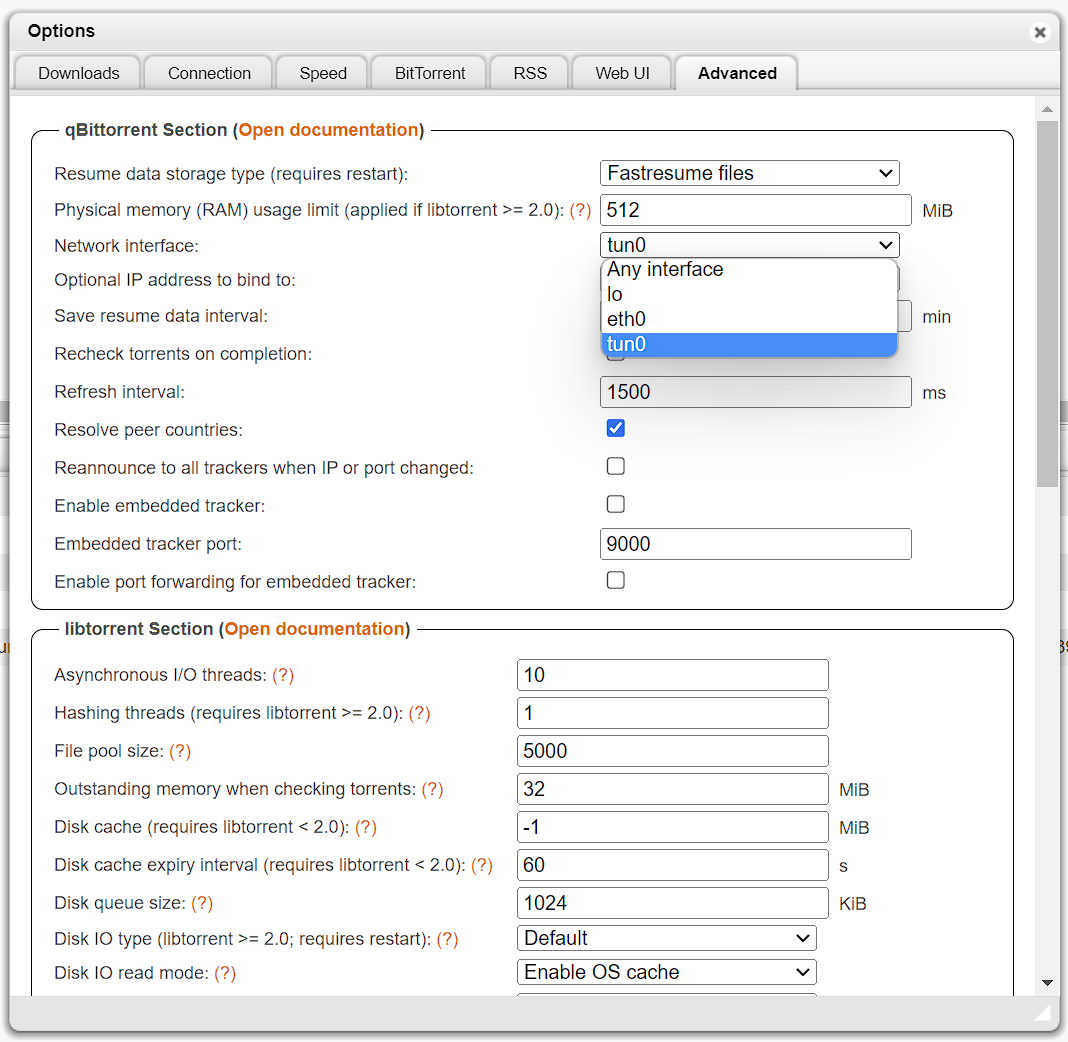 Options
Downloads Connection Speed BitTorrent RSS Web UI Advanced
qBittorrent Section (Open documentation)
Resume data storage type (requires restart): Fastresume files
Physical memory (RAM) usage limit (applied if libtorrent >= 2.0): (?) 512 MiB
Network interface: tun0
Any interface
Optional IP address to bind to:
lo
Save resume data interval: eth0 min
tun0
Recheck torrents on completion:
Refresh interval: 1500 ms
Resolve peer countries:
Reannounce to all trackers when IP or port changed:
Enable embedded tracker:
Embedded tracker port: 9000
Enable port forwarding for embedded tracker:
libtorrent Section (Open documentation)
Asynchronous I/O threads: (?) 10
Hashing threads (requires libtorrent >= 2.0): (?) 1
File pool size: (?) 5000
Outstanding memory when checking torrents: (?) 32 MiB
Disk cache (requires libtorrent < 2.0): (?) -1 MiB
Disk cache expiry interval (requires libtorrent < 2.0): (?) 60 s
Disk queue size: (?) 1024 KiB
Disk IO type (libtorrent >= 2.0; requires restart): (?) Default
Disk IO read mode: (?) Enable OS cache